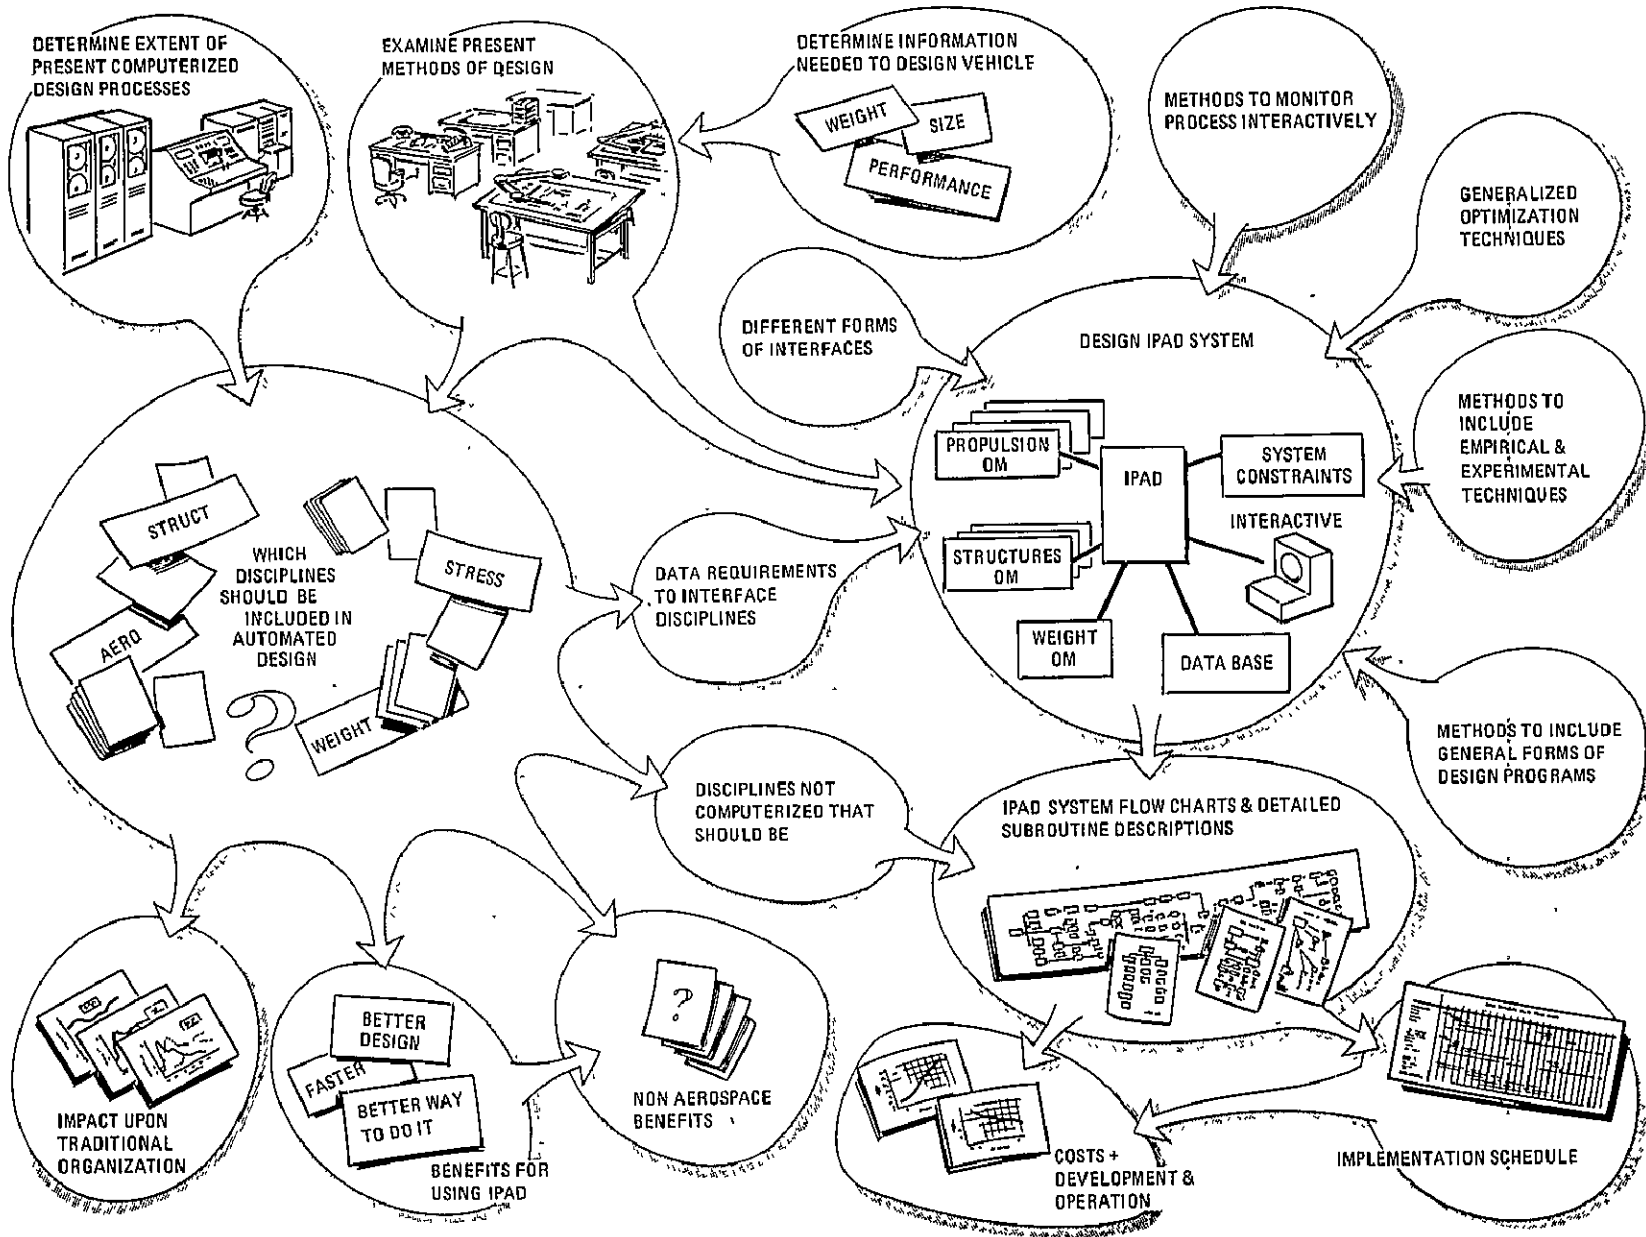 DETERMINE EXTENT OF
PRESENT COMPUTERIZED
DESIGN PROCESSES
EXAMINE PRESENT
METHODS OF DESIGN
DETERMINE INFORMATION
NEEDED TO DESIGN VEHICLE
WEIGHT
SIZE
PERFORMANCE
METHODS TO MONITOR
PROCESS INTERACTIVELY
GENERALIZED
OPTIMIZATION
TECHNIQUES
DIFFERENT FORMS
OF INTERFACES
DESIGN IPAD SYSTEM
PROPULSION
OM
IPAD
SYSTEM
CONSTRAINTS
INTERACTIVE
STRUCTURES
OM
WEIGHT
OM
DATA BASE
METHODS TO
INCLUDE
EMPIRICAL &
EXPERIMENTAL
TECHNIQUES
STRUCT
WHICH
DISCIPLINES
SHOULD BE
INCLUDED IN
AUTOMATED
DESIGN
STRESS
AERO
?
WEIGHT
DATA REQUIREMENTS
TO INTERFACE
DISCIPLINES
METHODS TO INCLUDE
GENERAL FORMS OF
DESIGN PROGRAMS
DISCIPLINES NOT
COMPUTERIZED THAT
SHOULD BE
IPAD SYSTEM FLOW CHARTS & DETAILED
SUBROUTINE DESCRIPTIONS
IMPACT UPON
TRADITIONAL
ORGANIZATION
BETTER
DESIGN
FASTER
BETTER WAY
TO DO IT
BENEFITS FOR
USING IPAD
?
NON AEROSPACE
BENEFITS
COSTS +
DEVELOPMENT &
OPERATION
IMPLEMENTATION SCHEDULE